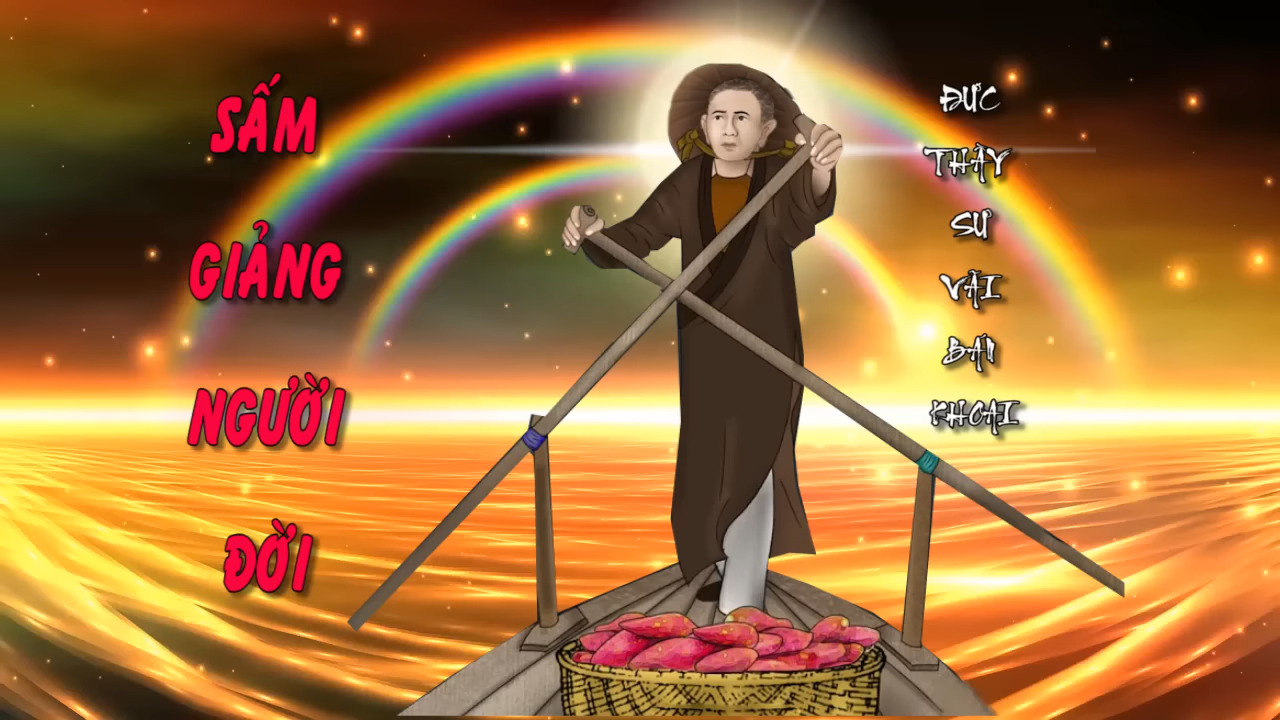 SẤM
GIẢNG
NGƯỜI
ĐỜI
ĐỨC
THẦY
SƯ
VÃI
BÁN
KHOAI